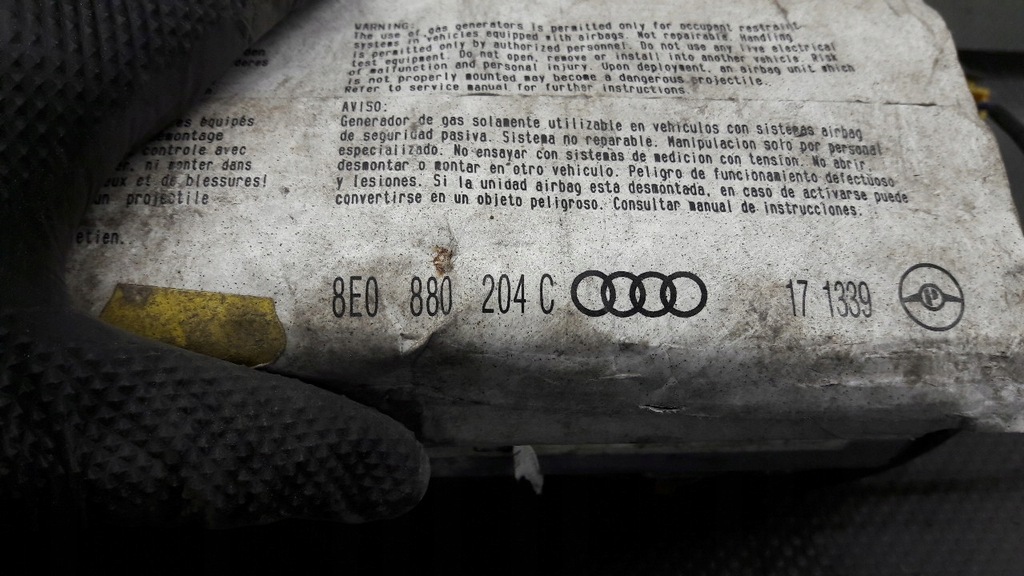 WARNING:
The use of gas generators is permitted only for occupant restraint
systems in vehicles equipped with airbags. Not repairable. Handling
is permitted only by authorized personnel. Do not use any live electrical
test equipment. Do not open, remove or install into another vehicle. Risk
of malfunction and personal injury. Upon deployment, an airbag unit which
is not properly mounted may become a dangerous projectile.
Refer to service manual for further instructions.
AVISO:
Generador de gas solamente utilizable en vehículos con sistemas airbag
de seguridad pasiva. Sistema no reparable. Manipulacion solo por personal
especializado. No ensayar con sistemas de medicion con tension. No abrir
desmontar o montar en otro vehiculo. Peligro de funcionamiento defectuoso
y lesiones. Si la unidad airbag esta desmontada, en caso de activarse puede
convertirse en un objeto peligroso. Consultar manual de instrucciones.
es équipés
émontage
controle avec
ni monter dans
et de blessures!
un projectile
etien.
8E0 880 204 C
17 1339
P